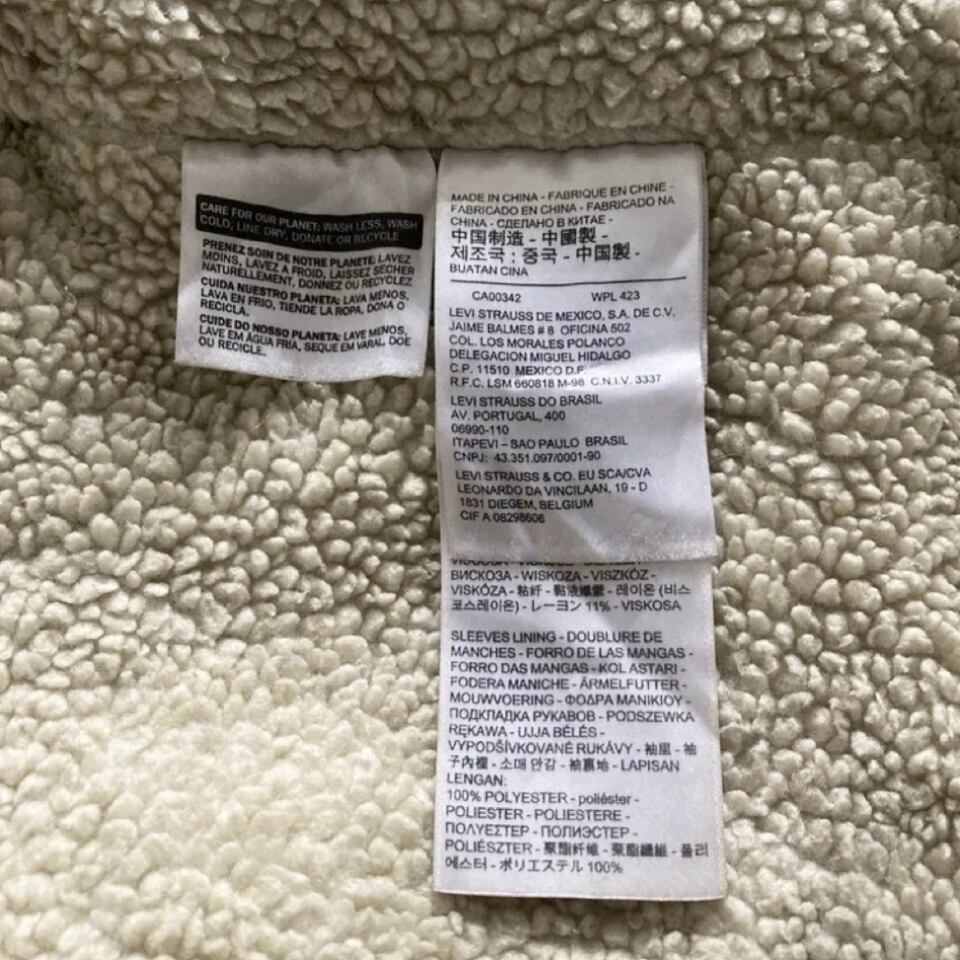 CARE FOR OUR PLANET: WASH LESS, WASH
COLD, LINE DRY, DONATE OR RECYCLE
PRENEZ SOIN DE NOTRE PLANETE: LAVEZ
MOINS, LAVEZ A FROID, LAISSEZ SECHER
NATURELLEMENT, DONNEZ OU RECYCLEZ
CUIDA NUESTRO PLANETA: LAVA MENOS,
LAVA EN FRIO, TIENDE LA ROPA, DONA O
RECICLA.
CUIDE DO NOSSO PLANETA: LAVE MENOS,
LAVE EM ÁGUA FRIA, SEQUE EM VARAL, DOE
OU RECICLE.
MADE IN CHINA - FABRIQUE EN CHINE -
FABRICADO EN CHINA - FABRICADO NA
CHINA - СДЕЛАНО В КИТАЕ -
中国制造 - 中國製 -
제조국 : 중국 - 中国製 -
BUATAN CINA
CA00342 WPL 423
LEVI STRAUSS DE MEXICO, S.A. DE C.V.
JAIME BALMES # 8 OFICINA 502
COL. LOS MORALES POLANCO
DELEGACION MIGUEL HIDALGO
C.P. 11510 MEXICO D.F.
R.F.C. LSM 660818 M-98 C.N.I.V. 3337
LEVI STRAUSS DO BRASIL
AV. PORTUGAL, 400
06990-110
ITAPEVI – SAO PAULO BRASIL
CNPJ: 43.351.097/0001-90
LEVI STRAUSS & CO. EU SCA/CVA
LEONARDO DA VINCILAAN, 19 - D
1831 DIEGEM, BELGIUM
CIF A 08298606
ВИСКОЗА - WISKOZA - VISZKÓZ -
VISKÓZA - 粘纤 - 黏液纖維 - 레이온 (비스
코스레이온) - レーヨン 11% - VISKOSA
SLEEVES LINING - DOUBLURE DE
MANCHES - FORRO DE LAS MANGAS -
FORRO DAS MANGAS - KOL ASTARI -
FODERA MANICHE - ÄRMELFUTTER -
MOUWVOERING - ΦΟΔΡΑ ΜΑΝΙΚΙΟΥ -
ПОДКЛАДКА РУКАВОВ - PODSZEWKA
RĘKAWA - UJJA BÉLÉS -
VYPODŠÍVKOVANÉ RUKÁVY - 袖里 - 袖
子內裡 - 소매 안감 - 袖裏地 - LAPISAN
LENGAN:
100% POLYESTER - poliéster -
POLIESTER - POLIESTERE -
ΠΟΛΥΕΣΤΕΡ - ПОЛИЭСТЕР -
POLIÉSZTER - 聚酯纤维 - 聚酯纖維 - 폴리
에스터 - ポリエステル 100%